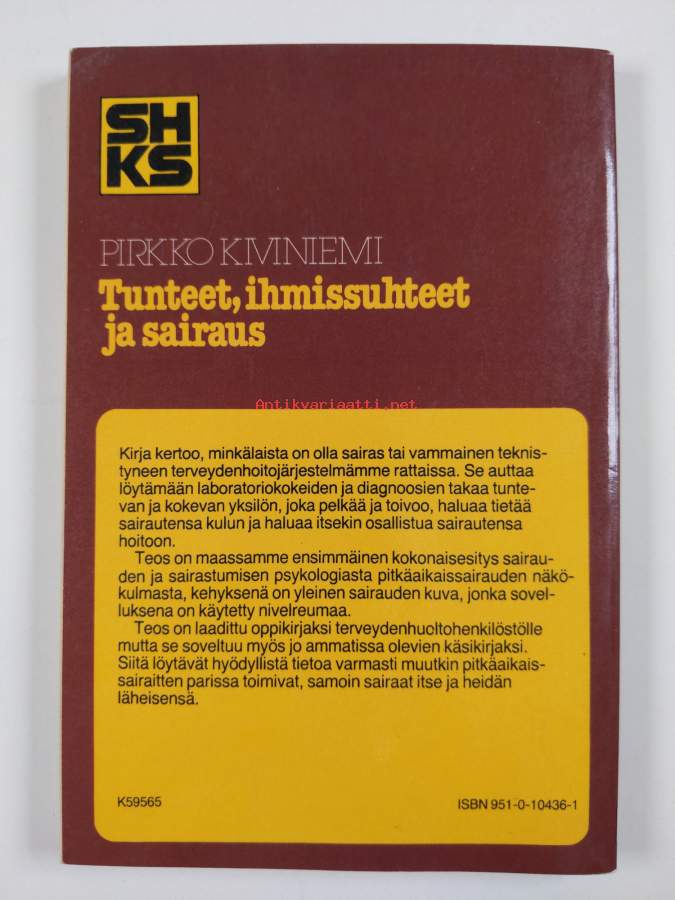 SH
KS
PIRKKO KIVINIEMI
Tunteet, ihmissuhteet
ja sairaus
Antikvariaatti.net
Kirja kertoo, minkälaista on olla sairas tai vammainen teknis-
tyneen terveydenhoitojärjestelmämme rattaissa. Se auttaa
löytämään laboratoriokokeiden ja diagnoosien takaa tunte-
van ja kokevan yksilön, joka pelkää ja toivoo, haluaa tietää
sairautensa kulun ja haluaa itsekin osallistua sairautensa
hoitoon.
Teos on maassamme ensimmäinen kokonaisesitys sairau-
den ja sairastumisen psykologiasta pitkäaikaissairauden näkö-
kulmasta, kehyksenä on yleinen sairauden kuva, jonka sovel-
luksena on käytetty nivelreumaa.
Teos on laadittu oppikirjaksi terveydenhuoltohenkilöstölle
mutta se soveltuu myös jo ammatissa olevien käsikirjaksi.
Siitä löytävät hyödyllistä tietoa varmasti muutkin pitkäaikais-
sairaitten parissa toimivat, samoin sairaat itse ja heidän
läheisensä.
K59565
ISBN 951-0-10436-1